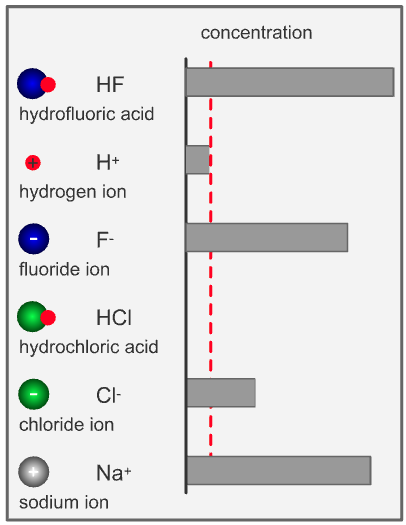 concentration
HF
hydrofluoric acid
+ H⁺
hydrogen ion
- F⁻
fluoride ion
HCl
hydrochloric acid
- Cl⁻
chloride ion
+ Na⁺
sodium ion